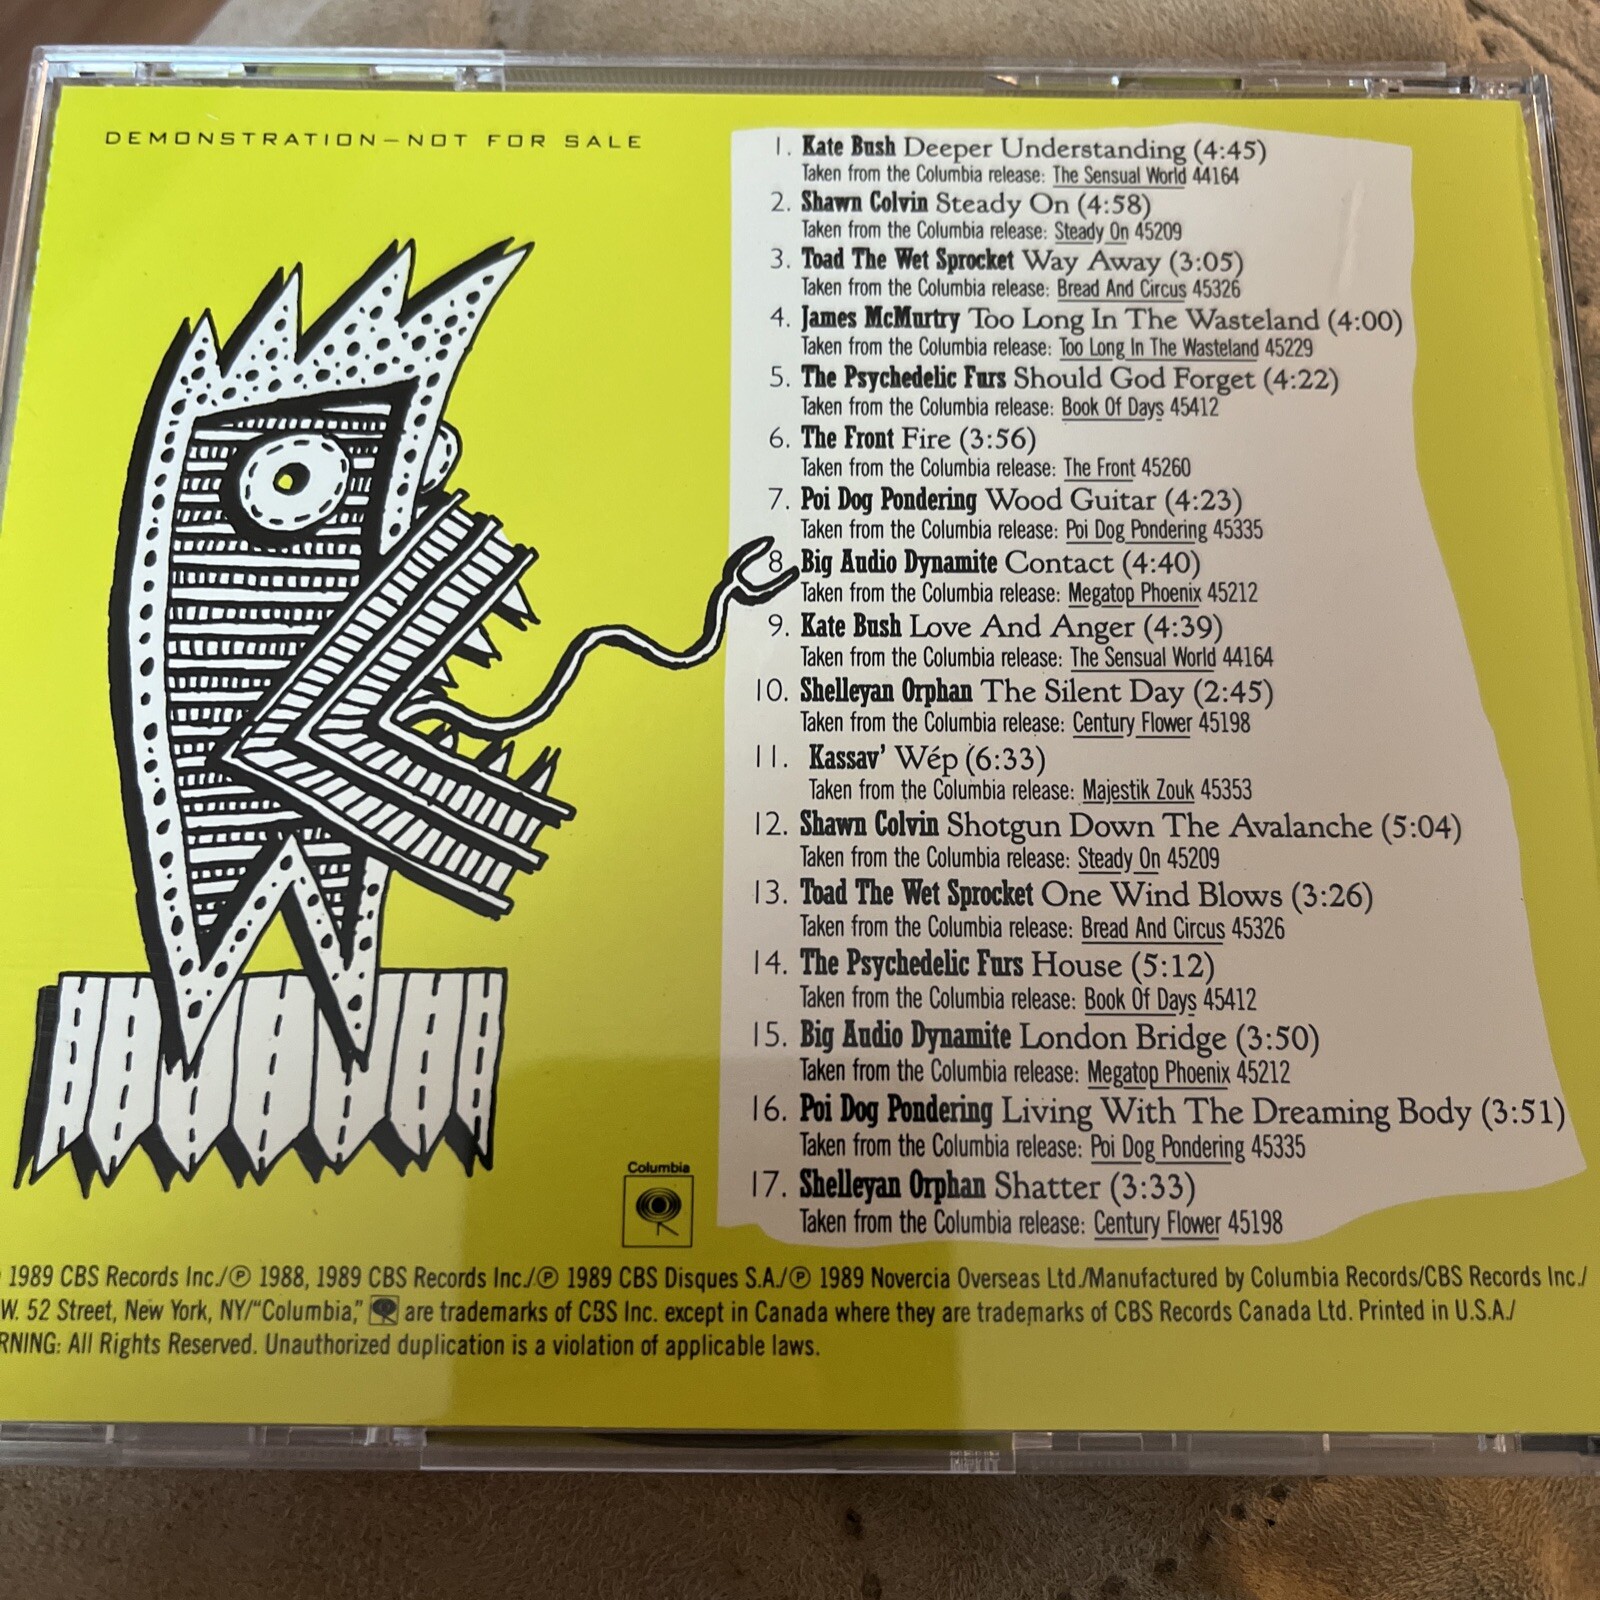 DEMONSTRATION—NOT FOR SALE
1. Kate Bush Deeper Understanding (4:45)
Taken from the Columbia release: The Sensual World 44164
2. Shawn Colvin Steady On (4:58)
Taken from the Columbia release: Steady On 45209
3. Toad The Wet Sprocket Way Away (3:05)
Taken from the Columbia release: Bread And Circus 45326
4. James McMurtry Too Long In The Wasteland (4:00)
Taken from the Columbia release: Too Long In The Wasteland 45229
5. The Psychedelic Furs Should God Forget (4:22)
Taken from the Columbia release: Book Of Days 45412
6. The Front Fire (3:56)
Taken from the Columbia release: The Front 45260
7. Poi Dog Pondering Wood Guitar (4:23)
Taken from the Columbia release: Poi Dog Pondering 45335
8 Big Audio Dynamite Contact (4:40)
Taken from the Columbia release: Megatop Phoenix 45212
9. Kate Bush Love And Anger (4:39)
Taken from the Columbia release: The Sensual World 44164
10. Shelleyan Orphan The Silent Day (2:45)
Taken from the Columbia release: Century Flower 45198
11. Kassav' Wép (6:33)
Taken from the Columbia release: Majestik Zouk 45353
12. Shawn Colvin Shotgun Down The Avalanche (5:04)
Taken from the Columbia release: Steady On 45209
13. Toad The Wet Sprocket One Wind Blows (3:26)
Taken from the Columbia release: Bread And Circus 45326
14. The Psychedelic Furs House (5:12)
Taken from the Columbia release: Book Of Days 45412
15. Big Audio Dynamite London Bridge (3:50)
Taken from the Columbia release: Megatop Phoenix 45212
16. Poi Dog Pondering Living With The Dreaming Body (3:51)
Taken from the Columbia release: Poi Dog Pondering 45335
17. Shelleyan Orphan Shatter (3:33)
Taken from the Columbia release: Century Flower 45198
Columbia
1989 CBS Records Inc./℗ 1988, 1989 CBS Records Inc./℗ 1989 CBS Disques S.A./℗ 1989 Novercia Overseas Ltd./Manufactured by Columbia Records/CBS Records Inc./
W. 52 Street, New York, NY/"Columbia," are trademarks of CBS Inc. except in Canada where they are trademarks of CBS Records Canada Ltd. Printed in U.S.A./
RNING: All Rights Reserved. Unauthorized duplication is a violation of applicable laws.